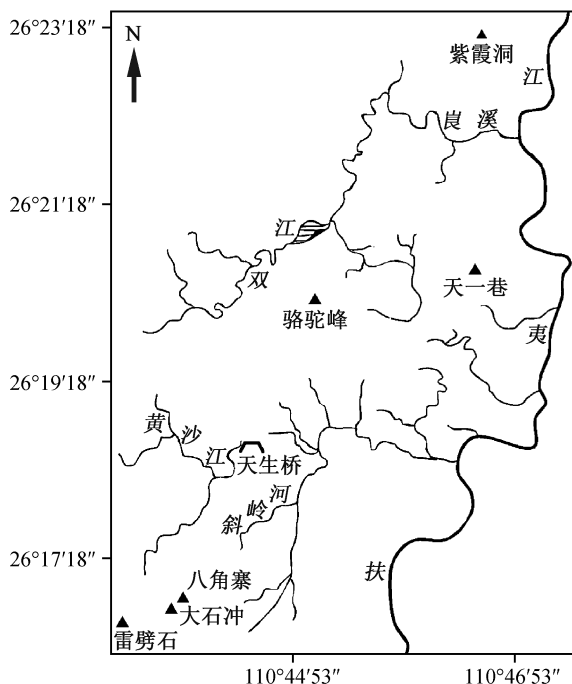 26°23′18″
N
紫霞洞
江
崀溪
26°21′18″
江
双
天一巷
骆驼峰
夷
26°19′18″
黄
沙
江
天生桥
河
岭
斜
26°17′18″
扶
八角寨
大石冲
雷劈石
110°44′53″
110°46′53″